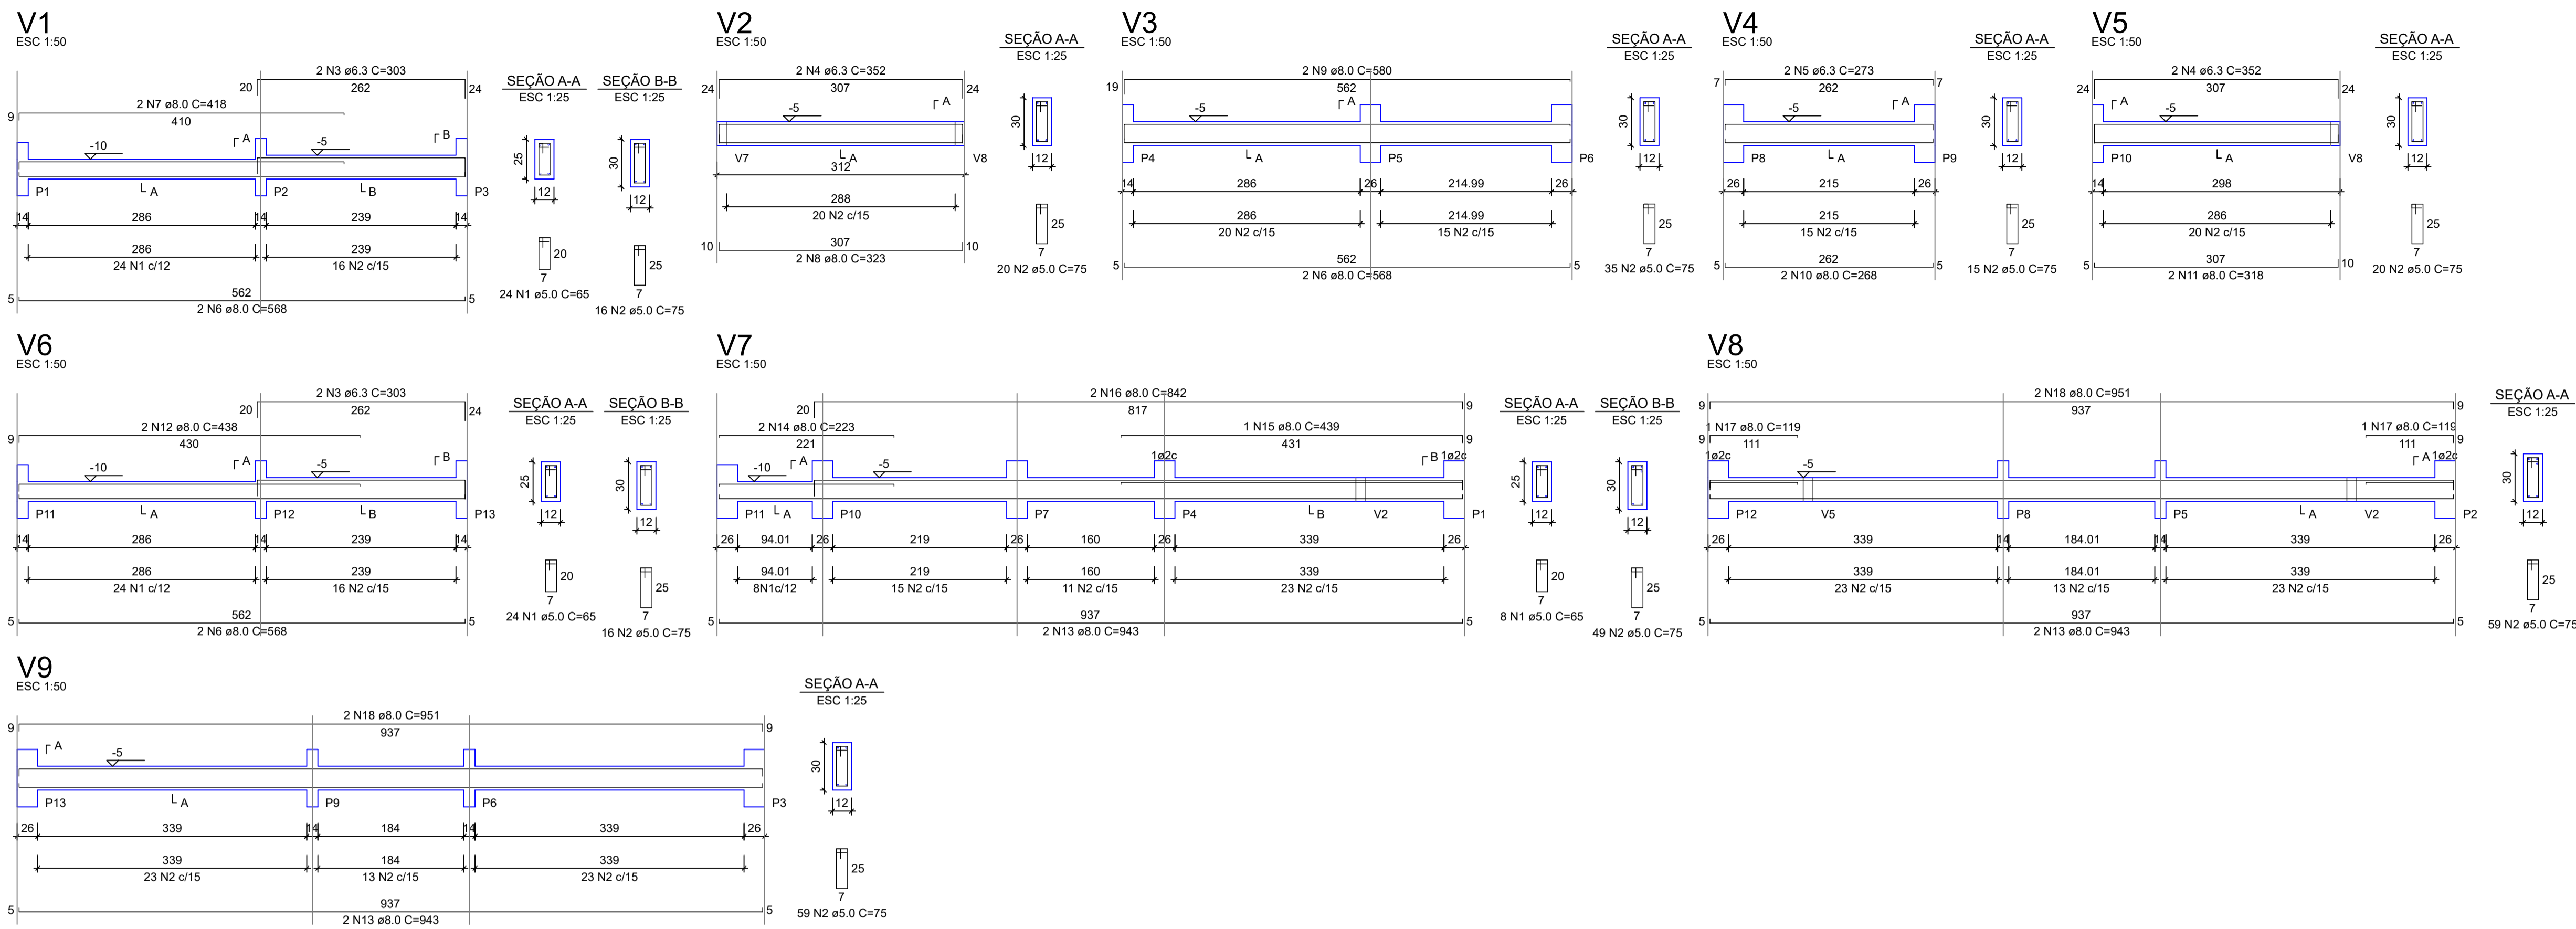 V1
ESC 1:50
2 N3 ø6.3 C=303
20 262 24
2 N7 ø8.0 C=418
9 410
A B
-10 -5
P1 A P2 B P3
14 286 14 239 14
286 239
24 N1 c/12 16 N2 c/15
562
5 5
2 N6 ø8.0 C=568
SEÇÃO A-A
ESC 1:25
25
12
20
7
24 N1 ø5.0 C=65
SEÇÃO B-B
ESC 1:25
30
12
25
7
16 N2 ø5.0 C=75
V2
ESC 1:50
2 N4 ø6.3 C=352
24 307 24
A
-5
V7 A V8
312
288
20 N2 c/15
10 307 10
2 N8 ø8.0 C=323
SEÇÃO A-A
ESC 1:25
30
12
25
7
20 N2 ø5.0 C=75
V3
ESC 1:50
2 N9 ø8.0 C=580
19 562
A
-5
P4 A P5 P6
14 286 26 214.99 26
286 214.99
20 N2 c/15 15 N2 c/15
5 562 5
2 N6 ø8.0 C=568
SEÇÃO A-A
ESC 1:25
30
12
25
7
35 N2 ø5.0 C=75
V4
ESC 1:50
2 N5 ø6.3 C=273
7 262 7
A
-5
P8 A P9
26 215 26
215
15 N2 c/15
5 262 5
2 N10 ø8.0 C=268
SEÇÃO A-A
ESC 1:25
30
12
25
7
15 N2 ø5.0 C=75
V5
ESC 1:50
2 N4 ø6.3 C=352
24 307 24
A
-5
P10 A V8
14 298
286
20 N2 c/15
5 307 10
2 N11 ø8.0 C=318
SEÇÃO A-A
ESC 1:25
30
12
25
7
20 N2 ø5.0 C=75
V6
ESC 1:50
2 N3 ø6.3 C=303
20 262 24
2 N12 ø8.0 C=438
9 430
A B
-10 -5
P11 A P12 B P13
14 286 14 239 14
286 239
24 N1 c/12 16 N2 c/15
5 562 5
2 N6 ø8.0 C=568
SEÇÃO A-A
ESC 1:25
25
12
20
7
24 N1 ø5.0 C=65
SEÇÃO B-B
ESC 1:25
30
12
25
7
16 N2 ø5.0 C=75
V7
ESC 1:50
2 N16 ø8.0 C=842
20 817 9
2 N14 ø8.0 C=223 1 N15 ø8.0 C=439
221 431 9
1ø2c 1ø2c
A B
-10 -5
P11 A P10 P7 P4 B V2 P1
26 94.01 26 219 26 160 26 339 26
94.01 219 160 339
8N1c/12 15 N2 c/15 11 N2 c/15 23 N2 c/15
5 937 5
2 N13 ø8.0 C=943
SEÇÃO A-A
ESC 1:25
25
12
20
7
8 N1 ø5.0 C=65
SEÇÃO B-B
ESC 1:25
30
12
25
7
49 N2 ø5.0 C=75
V8
ESC 1:50
2 N18 ø8.0 C=951
9 937 9
1 N17 ø8.0 C=119 1 N17 ø8.0 C=119
9 111 111 9
1ø2c 1ø2c
A
-5
P12 V5 P8 P5 A V2 P2
26 339 14 184.01 14 339 26
339 184.01 339
23 N2 c/15 13 N2 c/15 23 N2 c/15
5 937 5
2 N13 ø8.0 C=943
SEÇÃO A-A
ESC 1:25
30
12
25
7
59 N2 ø5.0 C=75
V9
ESC 1:50
2 N18 ø8.0 C=951
9 937 9
A
-5
P13 A P9 P6 P3
26 339 14 184 14 339 26
339 184 339
23 N2 c/15 13 N2 c/15 23 N2 c/15
5 937 5
2 N13 ø8.0 C=943
SEÇÃO A-A
ESC 1:25
30
12
25
7
59 N2 ø5.0 C=75